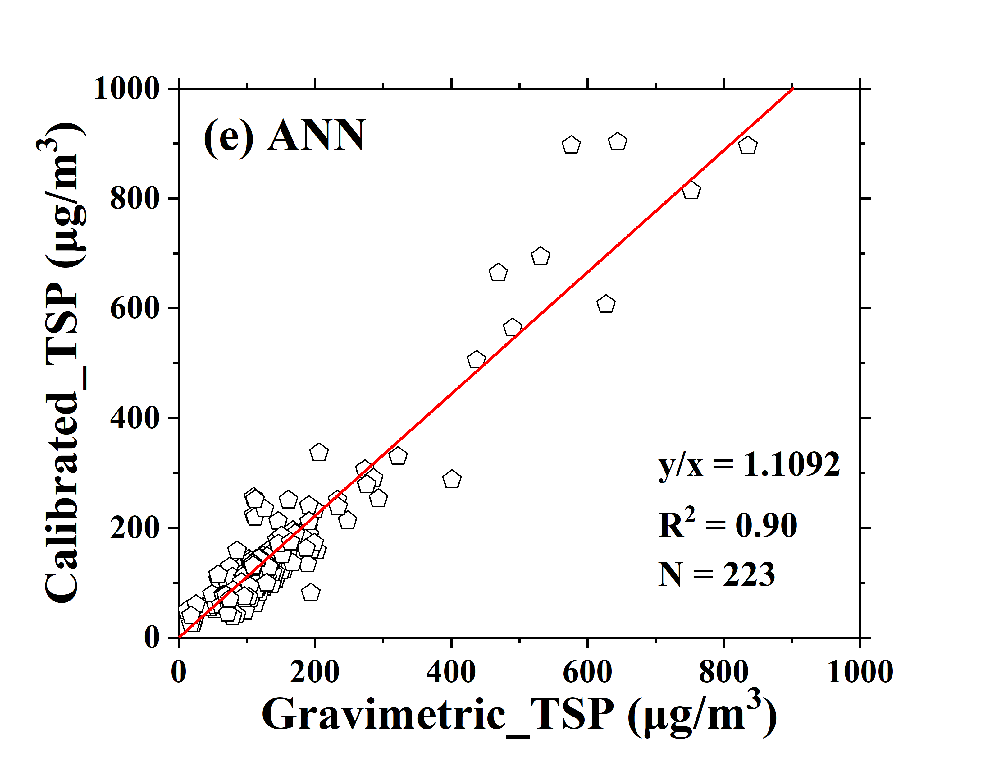 (e) ANN
1000
800
600
400
200
0
Calibrated_TSP (µg/m³)
y/x = 1.1092
R² = 0.90
N = 223
0 200 400 600 800 1000
Gravimetric_TSP (µg/m³)